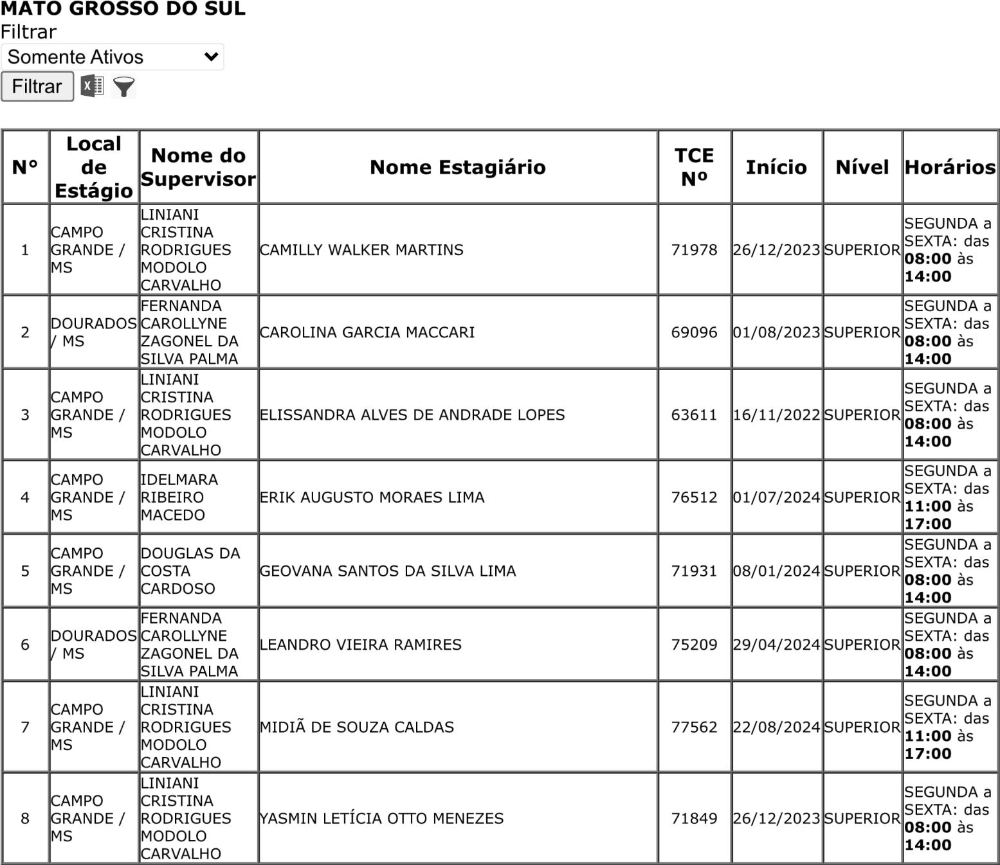 MATO GROSSO DO SUL
Filtrar
Somente Ativos
Filtrar
Nº
Local
de
Estágio
Nome do
Supervisor
Nome Estagiário
TCE
Nº
Início
Nível
Horários
1
CAMPO
GRANDE /
MS
LINIANI
CRISTINA
RODRIGUES
MODOLO
CARVALHO
CAMILLY WALKER MARTINS
71978
26/12/2023
SUPERIOR
SEGUNDA a
SEXTA: das
08:00 às
14:00
2
DOURADOS
/ MS
FERNANDA
CAROLLYNE
ZAGONEL DA
SILVA PALMA
CAROLINA GARCIA MACCARI
69096
01/08/2023
SUPERIOR
SEGUNDA a
SEXTA: das
08:00 às
14:00
3
CAMPO
GRANDE /
MS
LINIANI
CRISTINA
RODRIGUES
MODOLO
CARVALHO
ELISSANDRA ALVES DE ANDRADE LOPES
63611
16/11/2022
SUPERIOR
SEGUNDA a
SEXTA: das
08:00 às
14:00
4
CAMPO
GRANDE /
MS
IDELMARA
RIBEIRO
MACEDO
ERIK AUGUSTO MORAES LIMA
76512
01/07/2024
SUPERIOR
SEGUNDA a
SEXTA: das
11:00 às
17:00
5
CAMPO
GRANDE /
MS
DOUGLAS DA
COSTA
CARDOSO
GEOVANA SANTOS DA SILVA LIMA
71931
08/01/2024
SUPERIOR
SEGUNDA a
SEXTA: das
08:00 às
14:00
6
DOURADOS
/ MS
FERNANDA
CAROLLYNE
ZAGONEL DA
SILVA PALMA
LEANDRO VIEIRA RAMIRES
75209
29/04/2024
SUPERIOR
SEGUNDA a
SEXTA: das
08:00 às
14:00
7
CAMPO
GRANDE /
MS
LINIANI
CRISTINA
RODRIGUES
MODOLO
CARVALHO
MIDIÃ DE SOUZA CALDAS
77562
22/08/2024
SUPERIOR
SEGUNDA a
SEXTA: das
11:00 às
17:00
8
CAMPO
GRANDE /
MS
LINIANI
CRISTINA
RODRIGUES
MODOLO
CARVALHO
YASMIN LETÍCIA OTTO MENEZES
71849
26/12/2023
SUPERIOR
SEGUNDA a
SEXTA: das
08:00 às
14:00